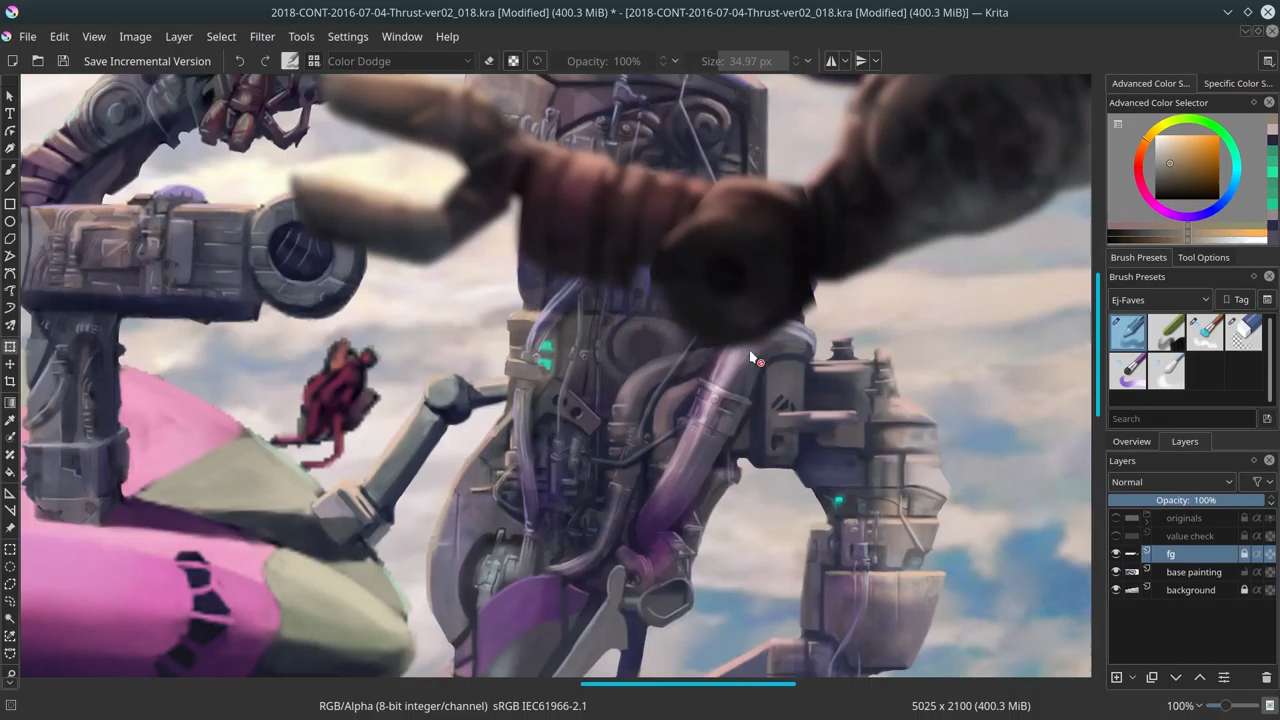 2018-CONT-2016-07-04-Thrust-ver02_018.kra [Modified] (400.3 MiB) * - [2018-CONT-2016-07-04-Thrust-ver02_018.kra [Modified] (400.3 MiB)] — Krita
File Edit View Image Layer Select Filter Tools Settings Window Help
Save Incremental Version Color Dodge Opacity: 100% Size: 34.97 px
Advanced Color S... Specific Color S...
Advanced Color Selector
Brush Presets Tool Options
Brush Presets
Ej-Faves Tag
Search
Overview Layers
Layers
Normal
Opacity: 100%
originals
value check
fg
base painting
background
RGB/Alpha (8-bit integer/channel) sRGB IEC61966-2.1 5025 x 2100 (400.3 MiB) 100%